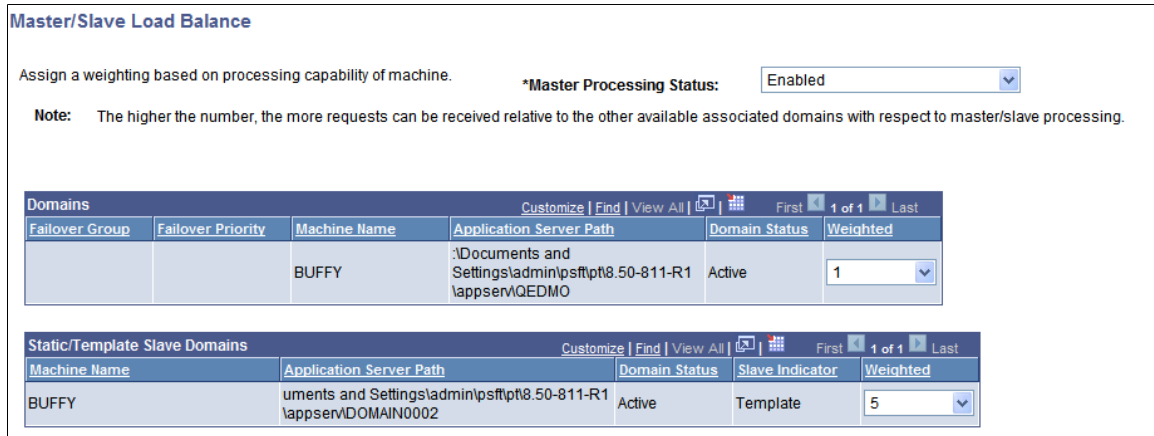 Master/Slave Load Balance
Assign a weighting based on processing capability of machine. *Master Processing Status: Enabled
Note: The higher the number, the more requests can be received relative to the other available associated domains with respect to master/slave processing.
Domains Customize | Find | View All | | First 1 of 1 Last
Failover Group Failover Priority Machine Name Application Server Path Domain Status Weighted
:\Documents and
BUFFY Settings\admin\psft\pt\8.50-811-R1 Active 1
\appserv\QEDMO
Static/Template Slave Domains Customize | Find | View All | | First 1 of 1 Last
Machine Name Application Server Path Domain Status Slave Indicator Weighted
BUFFY uments and Settings\admin\psft\pt\8.50-811-R1 Active Template 5
\appserv\DOMAIN0002